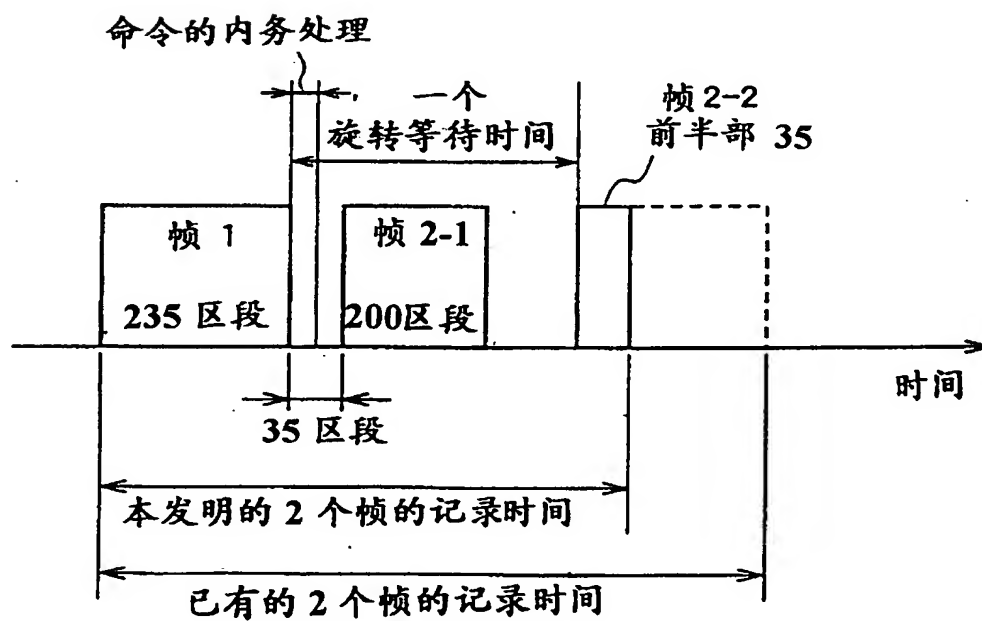 命令的内务处理
一个
旋转等待时间
帧 2-2
前半部 35
帧 1
235 区段
帧 2-1
200区段
时间
35 区段
本发明的 2 个帧的记录时间
已有的 2 个帧的记录时间